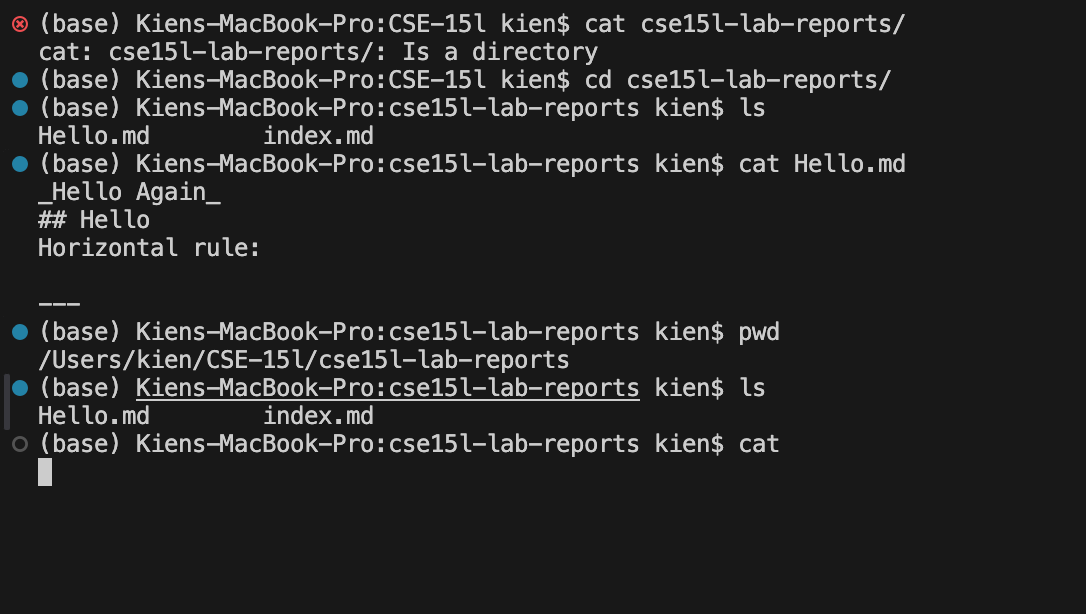 (base) Kiens-MacBook-Pro:CSE-15l kien$ cat cse15l-lab-reports/
cat: cse15l-lab-reports/: Is a directory
(base) Kiens-MacBook-Pro:CSE-15l kien$ cd cse15l-lab-reports/
(base) Kiens-MacBook-Pro:cse15l-lab-reports kien$ ls
Hello.md        index.md
(base) Kiens-MacBook-Pro:cse15l-lab-reports kien$ cat Hello.md
_Hello Again_
## Hello
Horizontal rule:

---
(base) Kiens-MacBook-Pro:cse15l-lab-reports kien$ pwd
/Users/kien/CSE-15l/cse15l-lab-reports
(base) Kiens-MacBook-Pro:cse15l-lab-reports kien$ ls
Hello.md        index.md
(base) Kiens-MacBook-Pro:cse15l-lab-reports kien$ cat